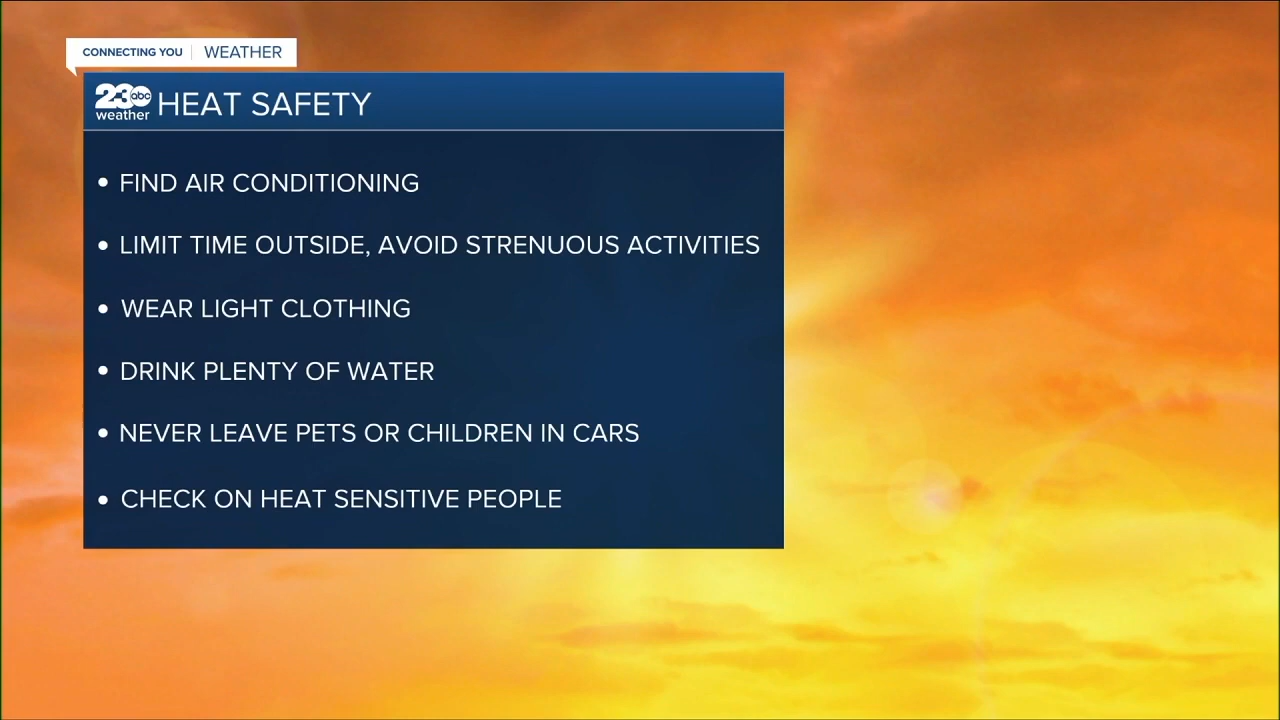 CONNECTING YOU | WEATHER
23 abc
weather
HEAT SAFETY
• FIND AIR CONDITIONING
• LIMIT TIME OUTSIDE, AVOID STRENUOUS ACTIVITIES
• WEAR LIGHT CLOTHING
• DRINK PLENTY OF WATER
• NEVER LEAVE PETS OR CHILDREN IN CARS
• CHECK ON HEAT SENSITIVE PEOPLE